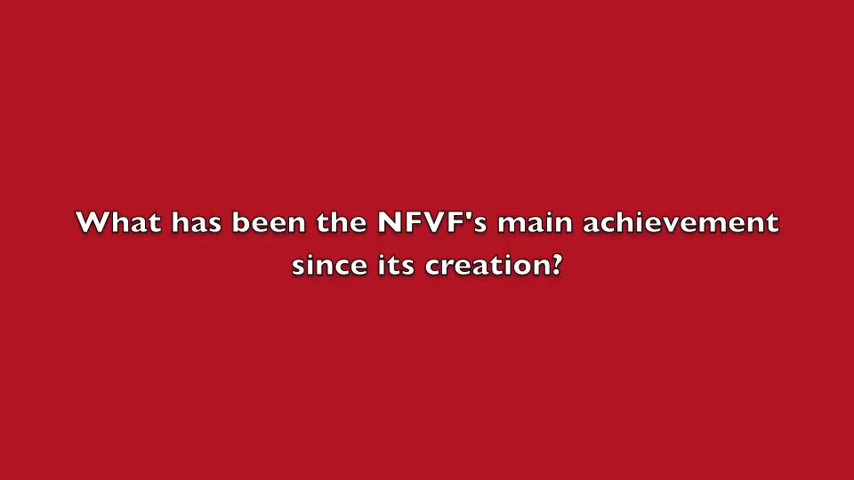 What has been the NFVF's main achievement
since its creation?